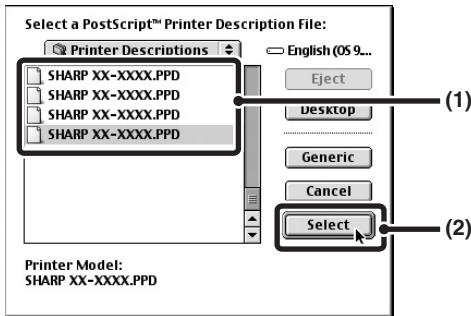 Select a PostScript™ Printer Description File:
Printer Descriptions
English (OS 9....
SHARP XX-XXXX.PPD
SHARP XX-XXXX.PPD
SHARP XX-XXXX.PPD
SHARP XX-XXXX.PPD
Eject
(1)
Desktop
Generic
Cancel
Select
(2)
Printer Model:
SHARP XX-XXXX.PPD